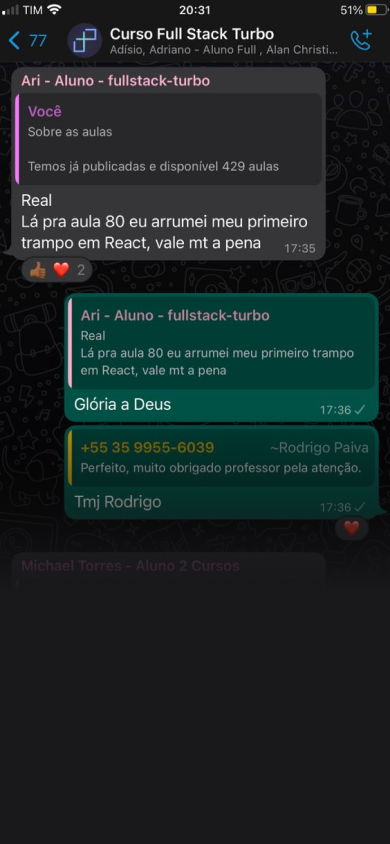 TIM
20:31
51%
77
Curso Full Stack Turbo
Adísio, Adriano - Aluno Full , Alan Christi...
Ari - Aluno - fullstack-turbo
Você
Sobre as aulas
Temos já publicadas e disponível 429 aulas
Real
Lá pra aula 80 eu arrumei meu primeiro
trampo em React, vale mt a pena
17:35
2
Ari - Aluno - fullstack-turbo
Real
Lá pra aula 80 eu arrumei meu primeiro trampo
em React, vale mt a pena
Glória a Deus
17:36
+55 35 9955-6039
~Rodrigo Paiva
Perfeito, muito obrigado professor pela atenção.
Tmj Rodrigo
17:36
Michael Torres - Aluno 2 Cursos